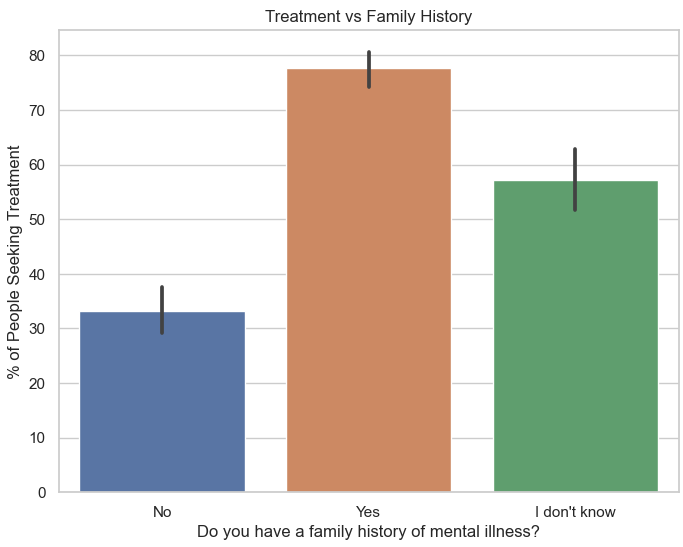 Treatment vs Family History
% of People Seeking Treatment
80
70
60
50
40
30
20
10
0
No
Yes
I don't know
Do you have a family history of mental illness?